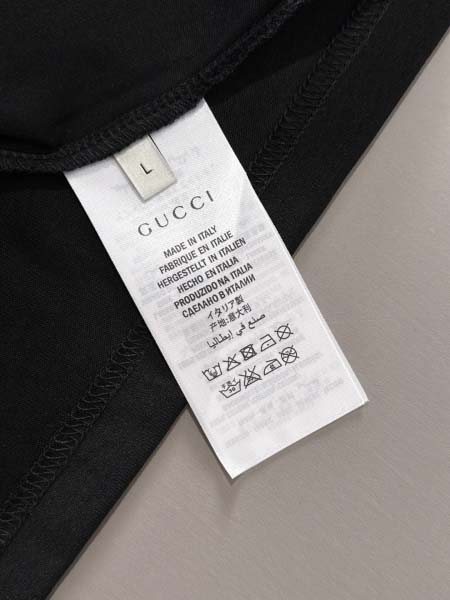 L
GUCCI
MADE IN ITALY
FABRIQUE EN ITALIE
HERGESTELLT IN ITALIEN
HECHO EN ITALIA
PRODUZIDO NA ITALIA
СДЕЛАНО В ИТАЛИИ
イタリア製
产地:意大利
صنع في إيطاليا